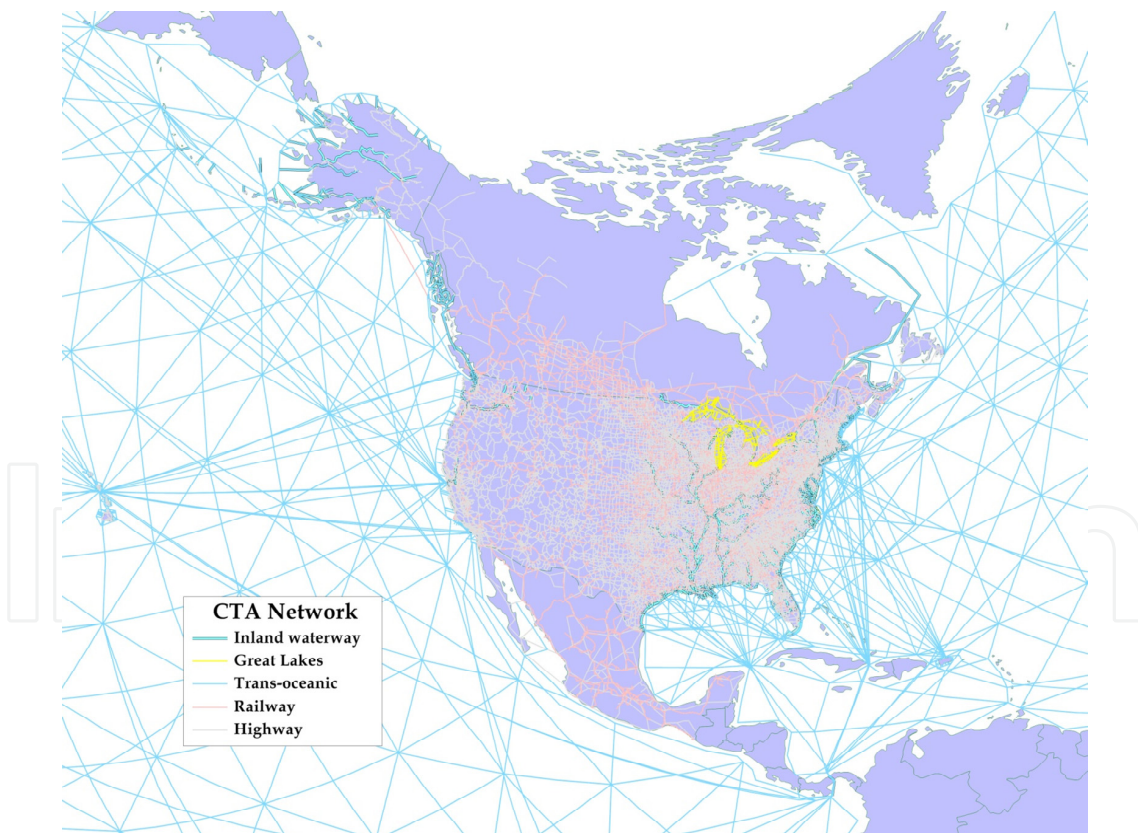 CTA Network
Inland waterway
Great Lakes
Trans-oceanic
Railway
Highway